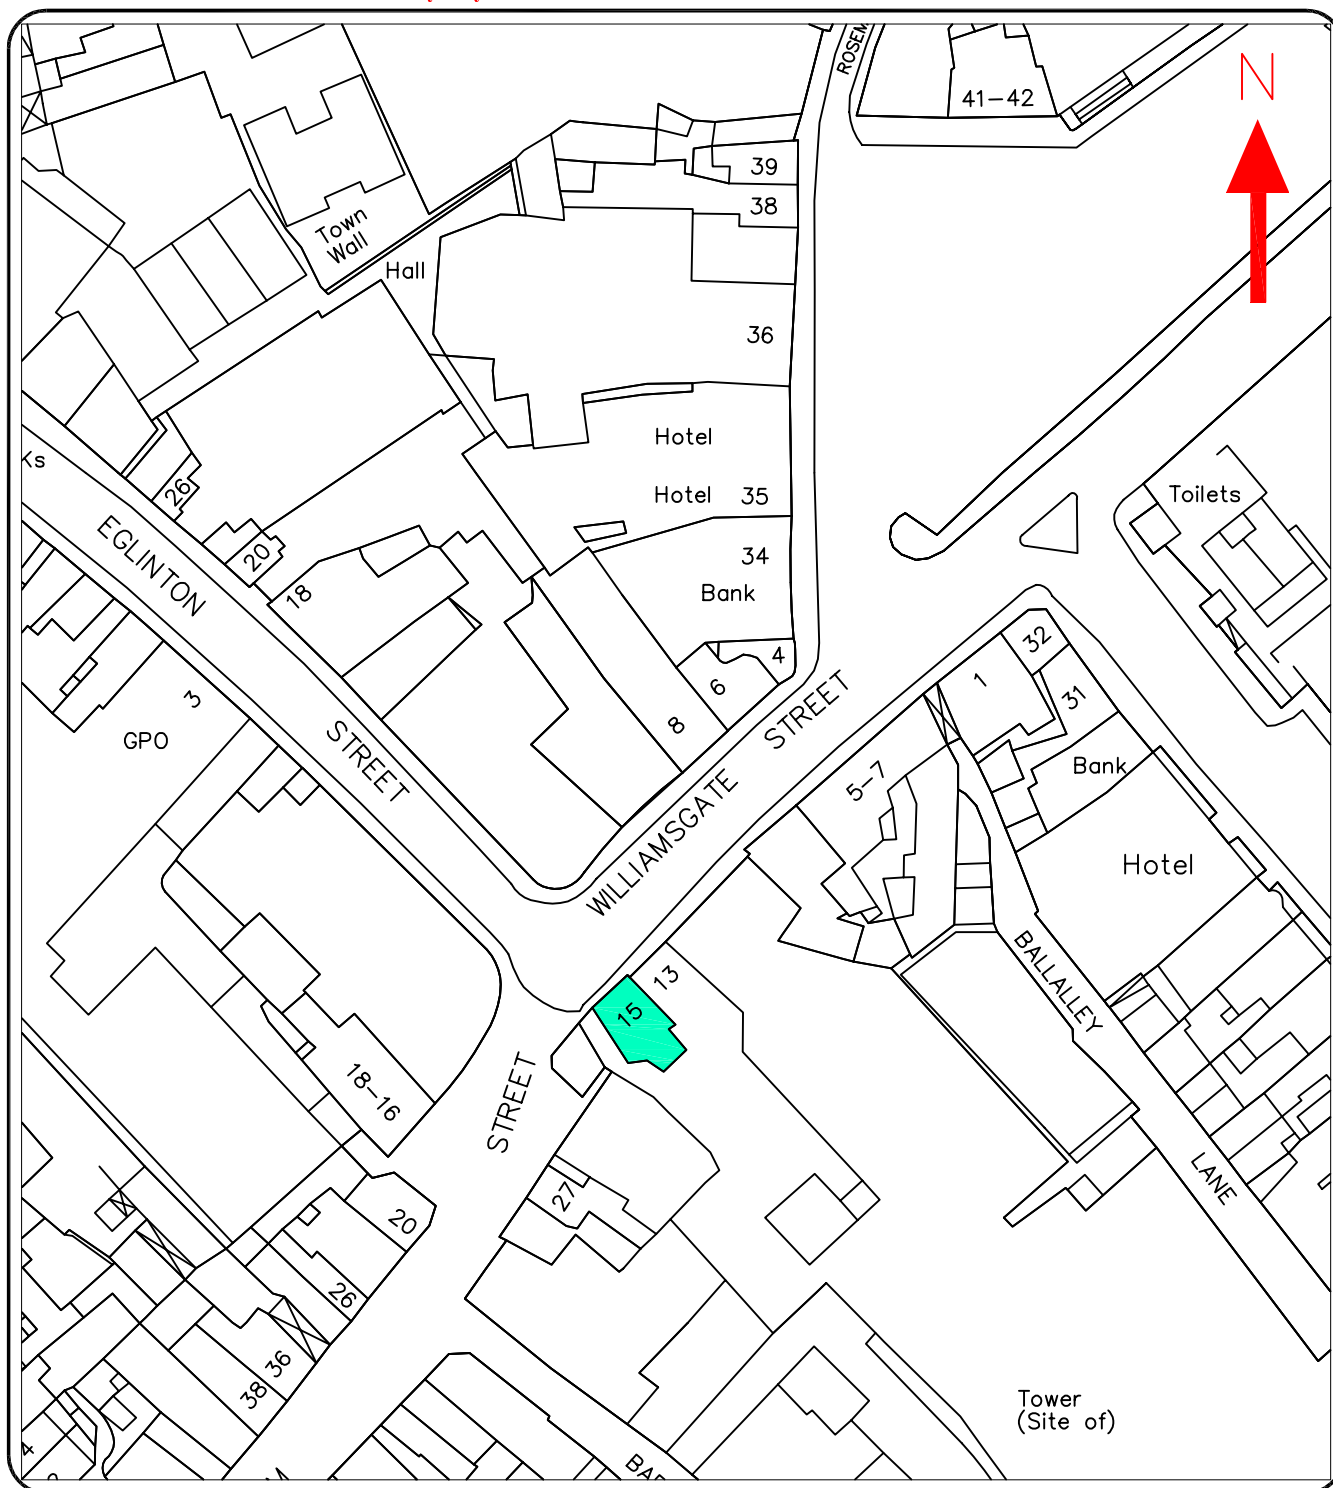 N
41-42
39
38
Town
Wall
Hall
36
Hotel
Hotel 35
Toilets
26
EGLINTON
20
18
34
Bank
4
6
8
32
1
31
3
GPO
STREET
WILLIAMSGATE STREET
5-7
Bank
Hotel
BALLALLEY
13
15
18-16
STREET
LANE
27
20
26
36
38
Tower
(Site of)